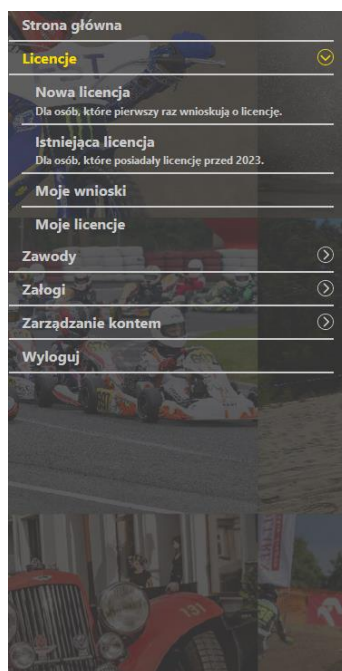 Strona główna
Licencje
Nowa licencja
Dla osób, które pierwszy raz wnioskują o licencję.
Istniejąca licencja
Dla osób, które posiadały licencję przed 2023.
Moje wnioski
Moje licencje
Zawody
Załogi
Zarządzanie kontem
Wyloguj
131